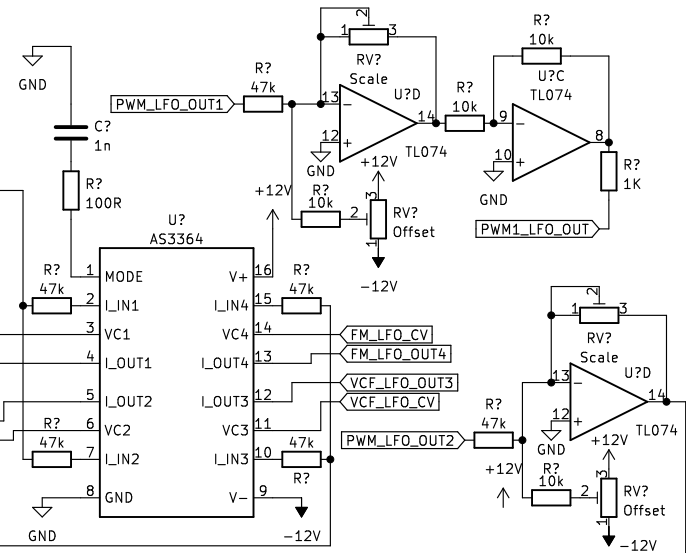 GND
C?
1n
R?
100R
PWM_LFO_OUT1
R?
47k
2
1
3
RV?
Scale
13
12
14
U?D
TL074
GND
R?
10k
R?
10k
U?C
TL074
9
10
8
GND
R?
1K
PWM1_LFO_OUT
+12V
R?
10k
2
3
1
RV?
Offset
-12V
+12V
U?
AS3364
1
MODE
V+
16
R?
47k
2
I_IN1
I_IN4
15
R?
47k
3
VC1
VC4
14
FM_LFO_CV
4
I_OUT1
I_OUT4
13
FM_LFO_OUT4
5
I_OUT2
I_OUT3
12
VCF_LFO_OUT3
6
VC2
VC3
11
VCF_LFO_CV
R?
47k
7
I_IN2
I_IN3
10
47k
R?
8
GND
V-
9
GND
-12V
PWM_LFO_OUT2
R?
47k
2
1
3
RV?
Scale
13
12
14
U?D
TL074
GND
+12V
+12V
R?
10k
2
3
1
RV?
Offset
-12V